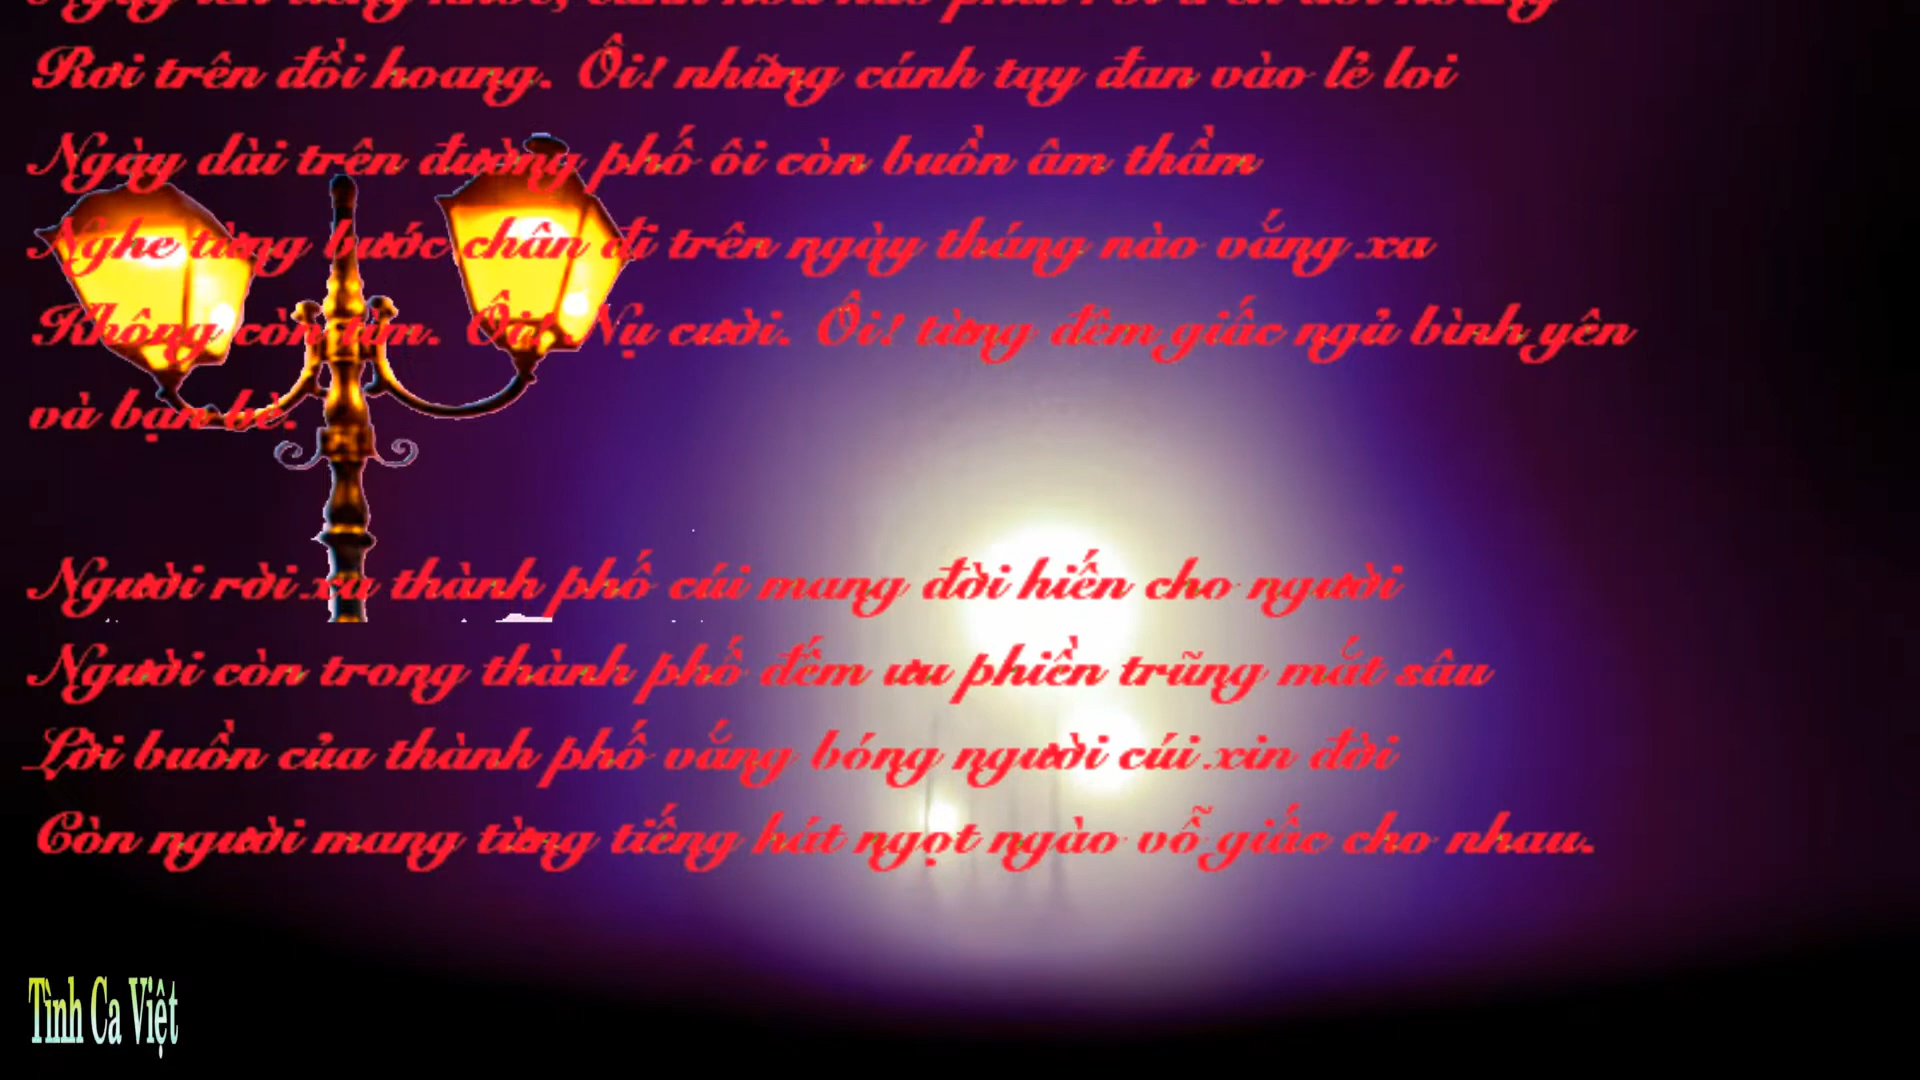 Rơi trên đồi hoang. Ôi! những cánh tay đan vào lẻ loi
Ngày dài trên đường phố ôi còn buồn âm thầm
Nghe từng bước chân đi trên ngày tháng nào vắng xa
Không còn tìm. Ôi! Nụ cười. Ôi! từng đêm giấc ngủ bình yên
và bạn bè.
Người rời xa thành phố cúi mang đời hiến cho người
Người còn trong thành phố đếm ưu phiền trũng mắt sâu
Lời buồn của thành phố vắng bóng người cúi xin đời
Còn người mang từng tiếng hát ngọt ngào vỗ giấc cho nhau.
Tình Ca Việt